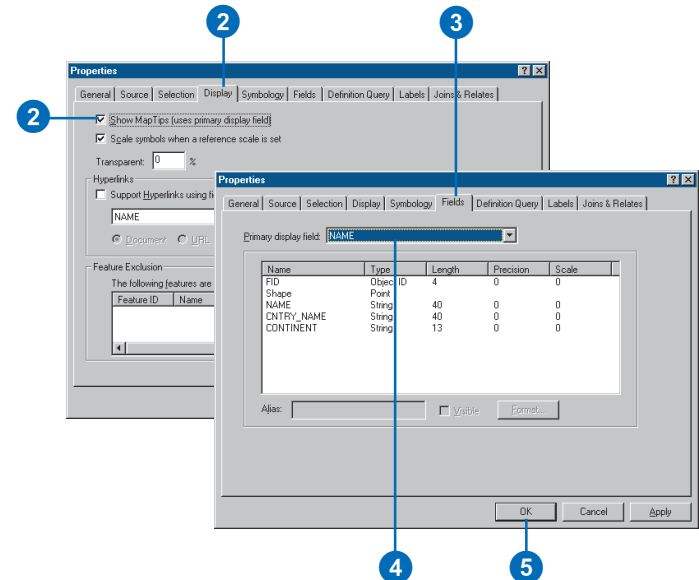 2
3
Properties
General Source Selection Display Symbology Fields Definition Query Labels Joins & Relates
2
Show MapTips (uses primary display field)
Scale symbols when a reference scale is set
Transparent: 0 %
Hyperlinks
Support Hyperlinks using
NAME
Document URL
Feature Exclusion
The following features are
Feature ID Name
Properties
General Source Selection Display Symbology Fields Definition Query Labels Joins & Relates
Primary display field: NAME
Name Type Length Precision Scale
FID Object ID 4 0 0
Shape Point
NAME String 40 0 0
CNTRY_NAME String 40 0 0
CONTINENT String 13 0 0
Alias: Visible Format...
OK Cancel Apply
4
5